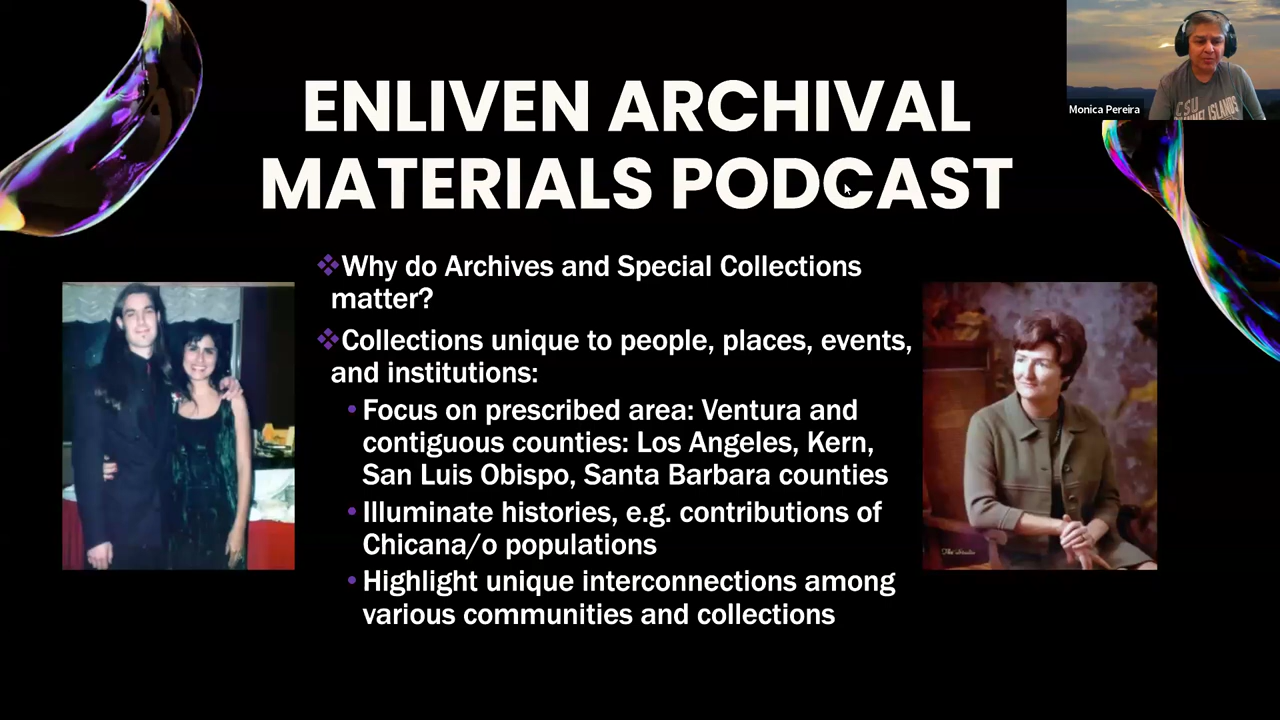 ENLIVEN ARCHIVAL
MATERIALS PODCAST
Monica Pereira
CSU
ISLANDS
❖Why do Archives and Special Collections
matter?
❖Collections unique to people, places, events,
and institutions:
• Focus on prescribed area: Ventura and
contiguous counties: Los Angeles, Kern,
San Luis Obispo, Santa Barbara counties
• Illuminate histories, e.g. contributions of
Chicana/o populations
• Highlight unique interconnections among
various communities and collections